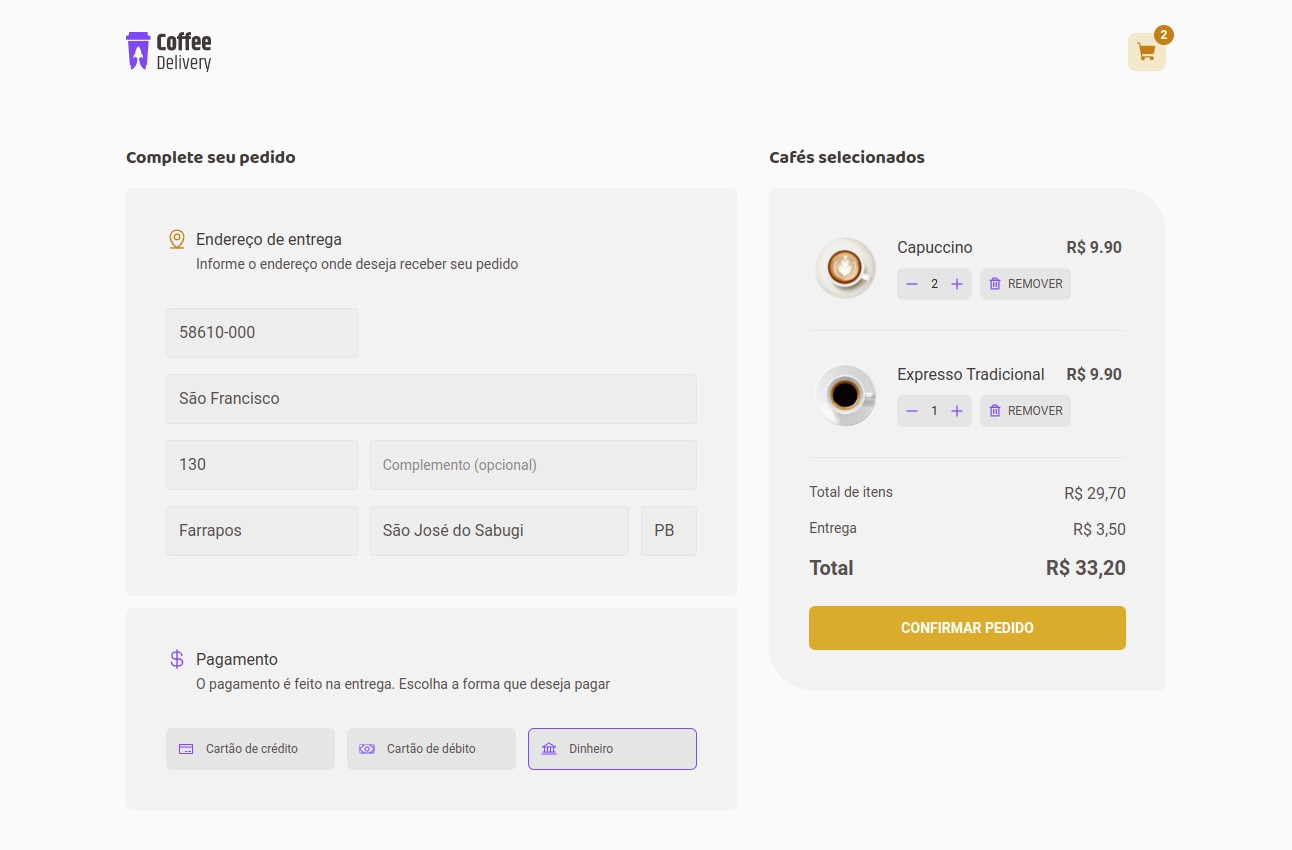 Coffee
Delivery
2
Complete seu pedido
Endereço de entrega
Informe o endereço onde deseja receber seu pedido
58610-000
São Francisco
130
Complemento (opcional)
Farrapos
São José do Sabugi
PB
Pagamento
O pagamento é feito na entrega. Escolha a forma que deseja pagar
Cartão de crédito
Cartão de débito
Dinheiro
Cafés selecionados
Capuccino
R$ 9.90
2
REMOVER
Expresso Tradicional
R$ 9.90
1
REMOVER
Total de itens
R$ 29,70
Entrega
R$ 3,50
Total
R$ 33,20
CONFIRMAR PEDIDO